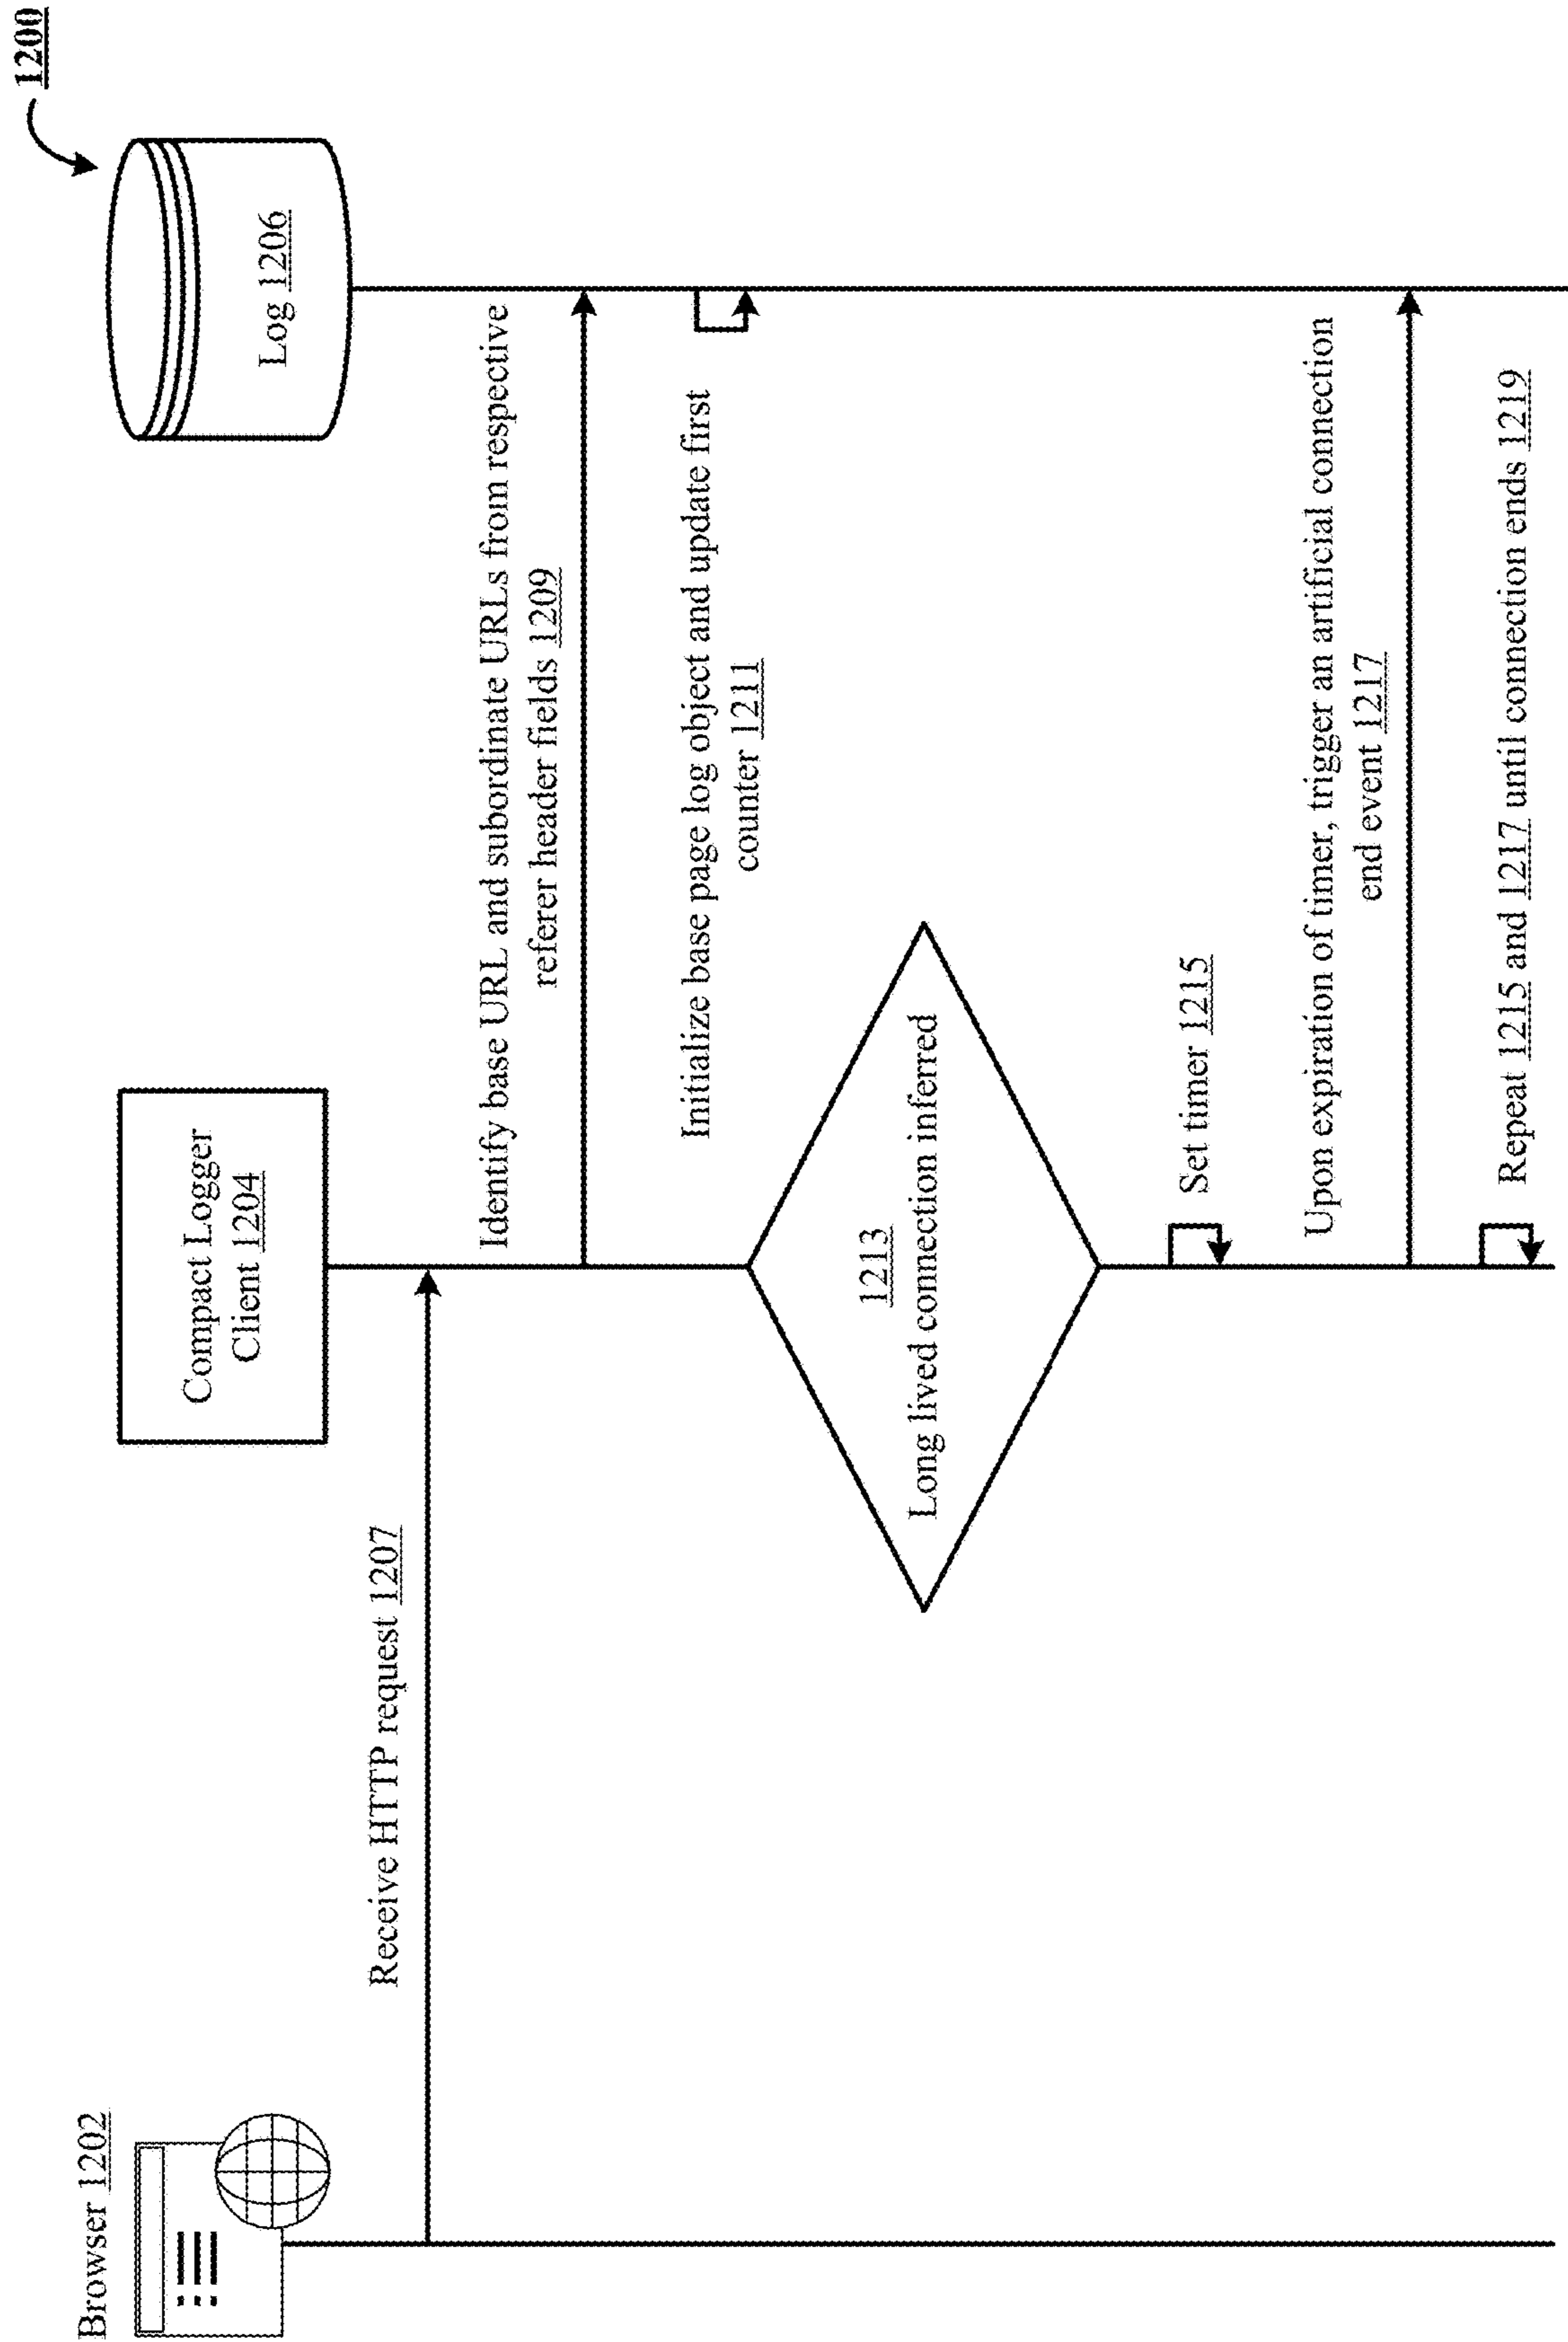 1200
Browser 1202
Compact Logger
Client 1204
Log 1206
Receive HTTP request 1207
Identify base URL and subordinate URLs from respective
referer header fields 1209
Initialize base page log object and update first
counter 1211
1213
Long lived connection inferred
Set timer 1215
Upon expiration of timer, trigger an artificial connection
end event 1217
Repeat 1215 and 1217 until connection ends 1219